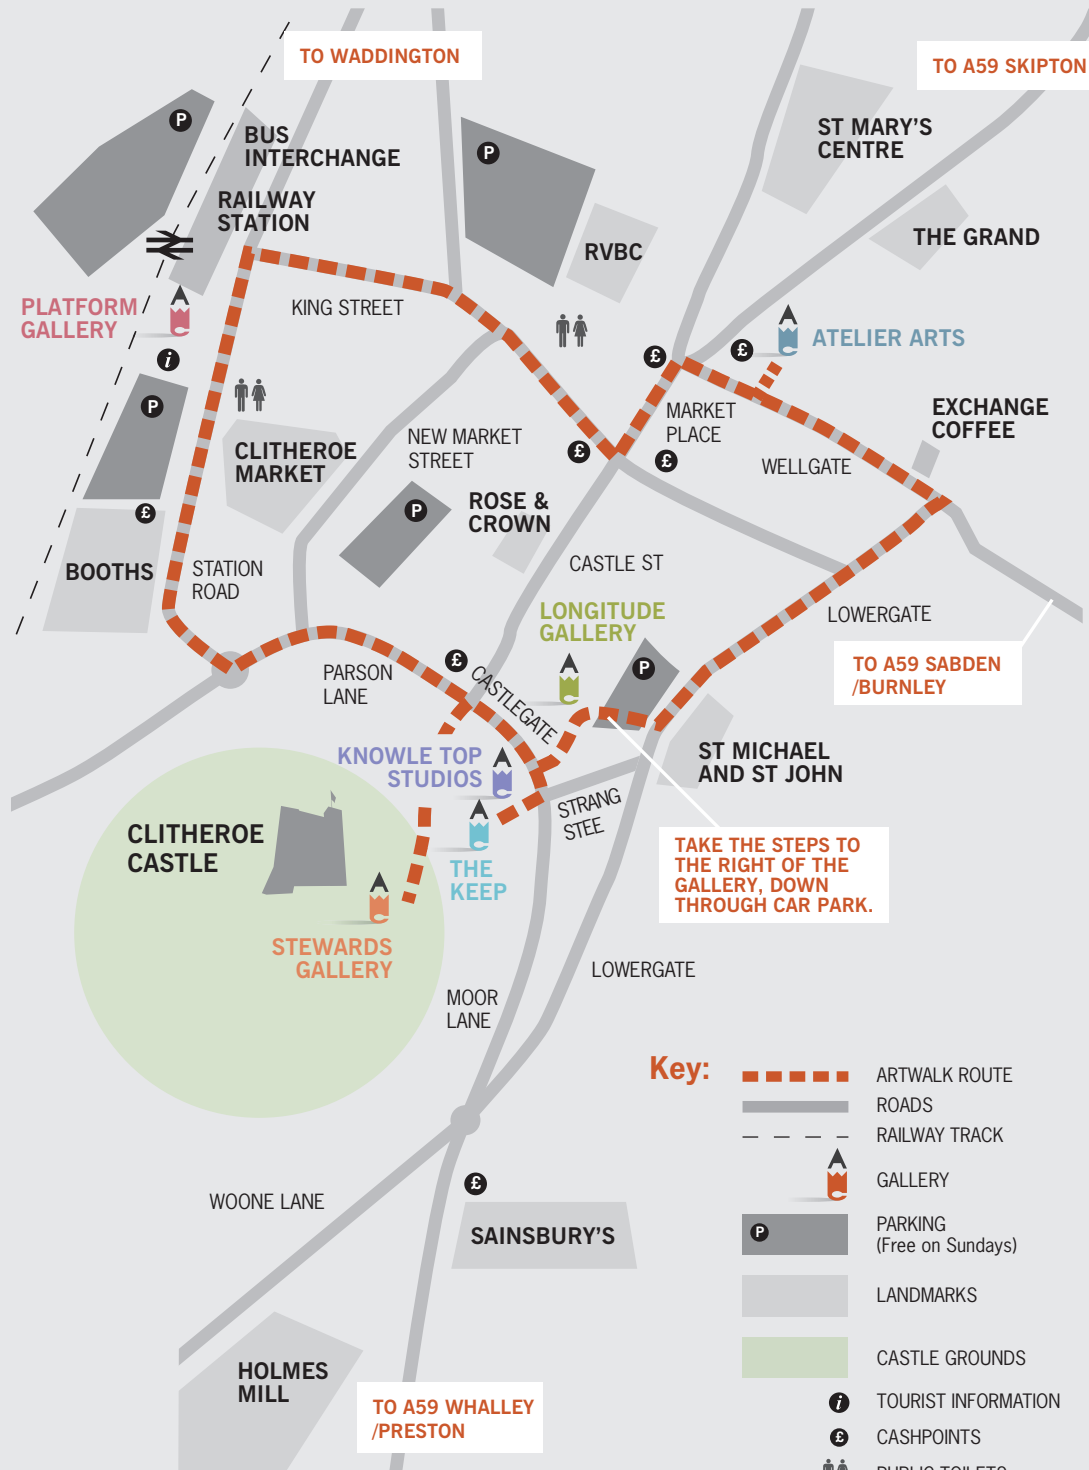 TO WADDINGTON
TO A59 SKIPTON
P
BUS
INTERCHANGE
P
ST MARY'S
CENTRE
RAILWAY
STATION
RVBC
THE GRAND
PLATFORM
GALLERY
KING STREET
i
£
£
ATELIER ARTS
P
CLITHEROE
MARKET
NEW MARKET
STREET
MARKET
PLACE
£
£
WELLGATE
EXCHANGE
COFFEE
£
P
ROSE &
CROWN
BOOTHS
STATION
ROAD
CASTLE ST
LONGITUDE
GALLERY
LOWERGATE
TO A59 SABDEN
/BURNLEY
PARSON
LANE
£
CASTLEGATE
P
KNOWLE TOP
STUDIOS
ST MICHAEL
AND ST JOHN
STRANG
STEE
CLITHEROE
CASTLE
THE
KEEP
TAKE THE STEPS TO
THE RIGHT OF THE
GALLERY, DOWN
THROUGH CAR PARK.
STEWARDS
GALLERY
LOWERGATE
MOOR
LANE
WOONE LANE
£
SAINSBURY'S
HOLMES
MILL
TO A59 WHALLEY
/PRESTON
Key:
ARTWALK ROUTE
ROADS
RAILWAY TRACK
GALLERY
P
PARKING
(Free on Sundays)
LANDMARKS
CASTLE GROUNDS
i
TOURIST INFORMATION
£
CASHPOINTS
PUBLIC TOILETS